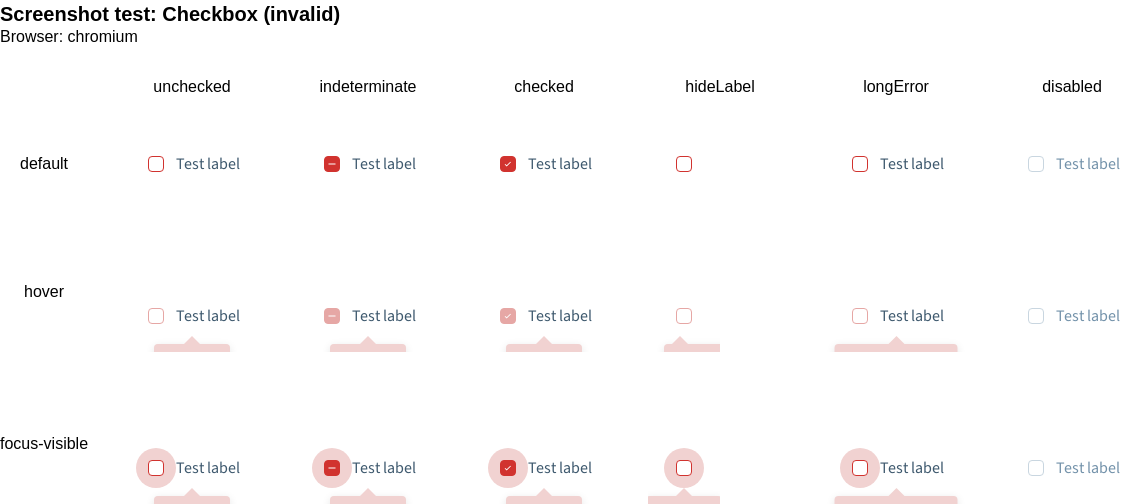 Screenshot test: Checkbox (invalid)
Browser: chromium
unchecked indeterminate checked hideLabel longError disabled
default Test label Test label Test label Test label Test label
hover Test label Test label Test label Test label Test label
focus-visible Test label Test label Test label Test label Test label